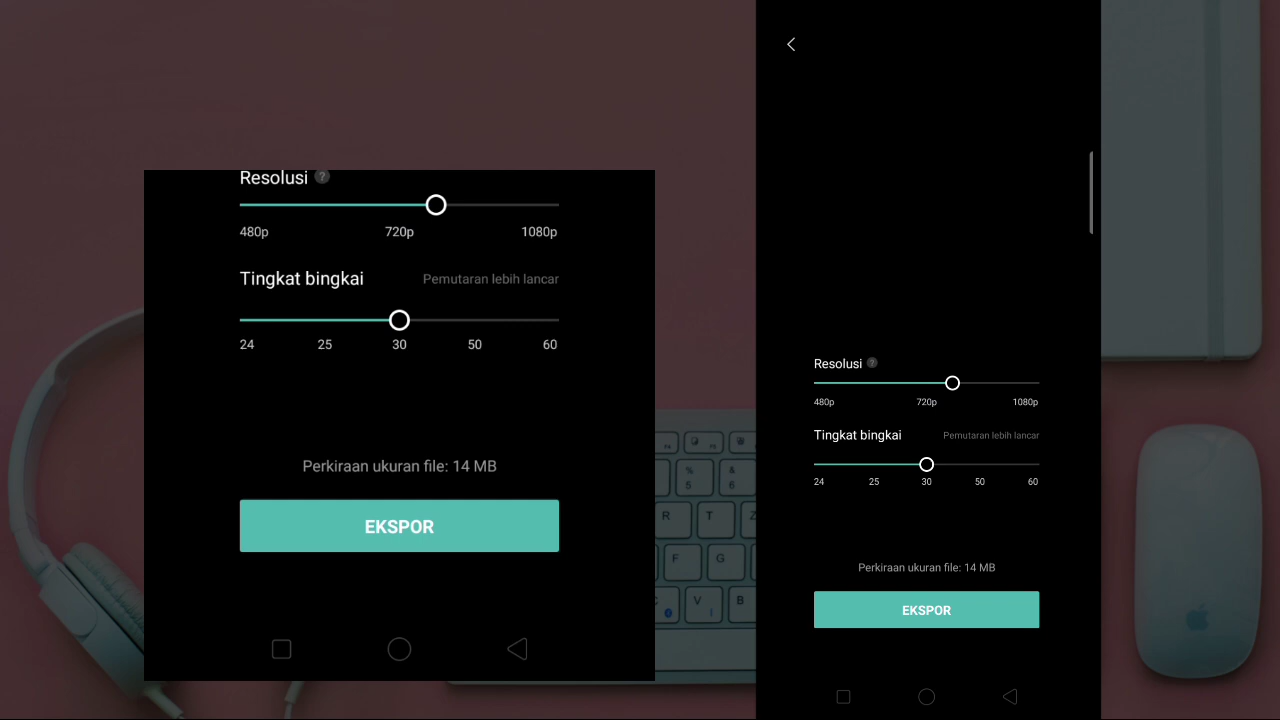 Resolusi ?
480p 720p 1080p
Tingkat bingkai Pemutaran lebih lancar
24 25 30 50 60
Perkiraan ukuran file: 14 MB
EKSPOR
Resolusi ?
480p 720p 1080p
Tingkat bingkai Pemutaran lebih lancar
24 25 30 50 60
Perkiraan ukuran file: 14 MB
EKSPOR
% 5 & 6
R T Z
F G
V B